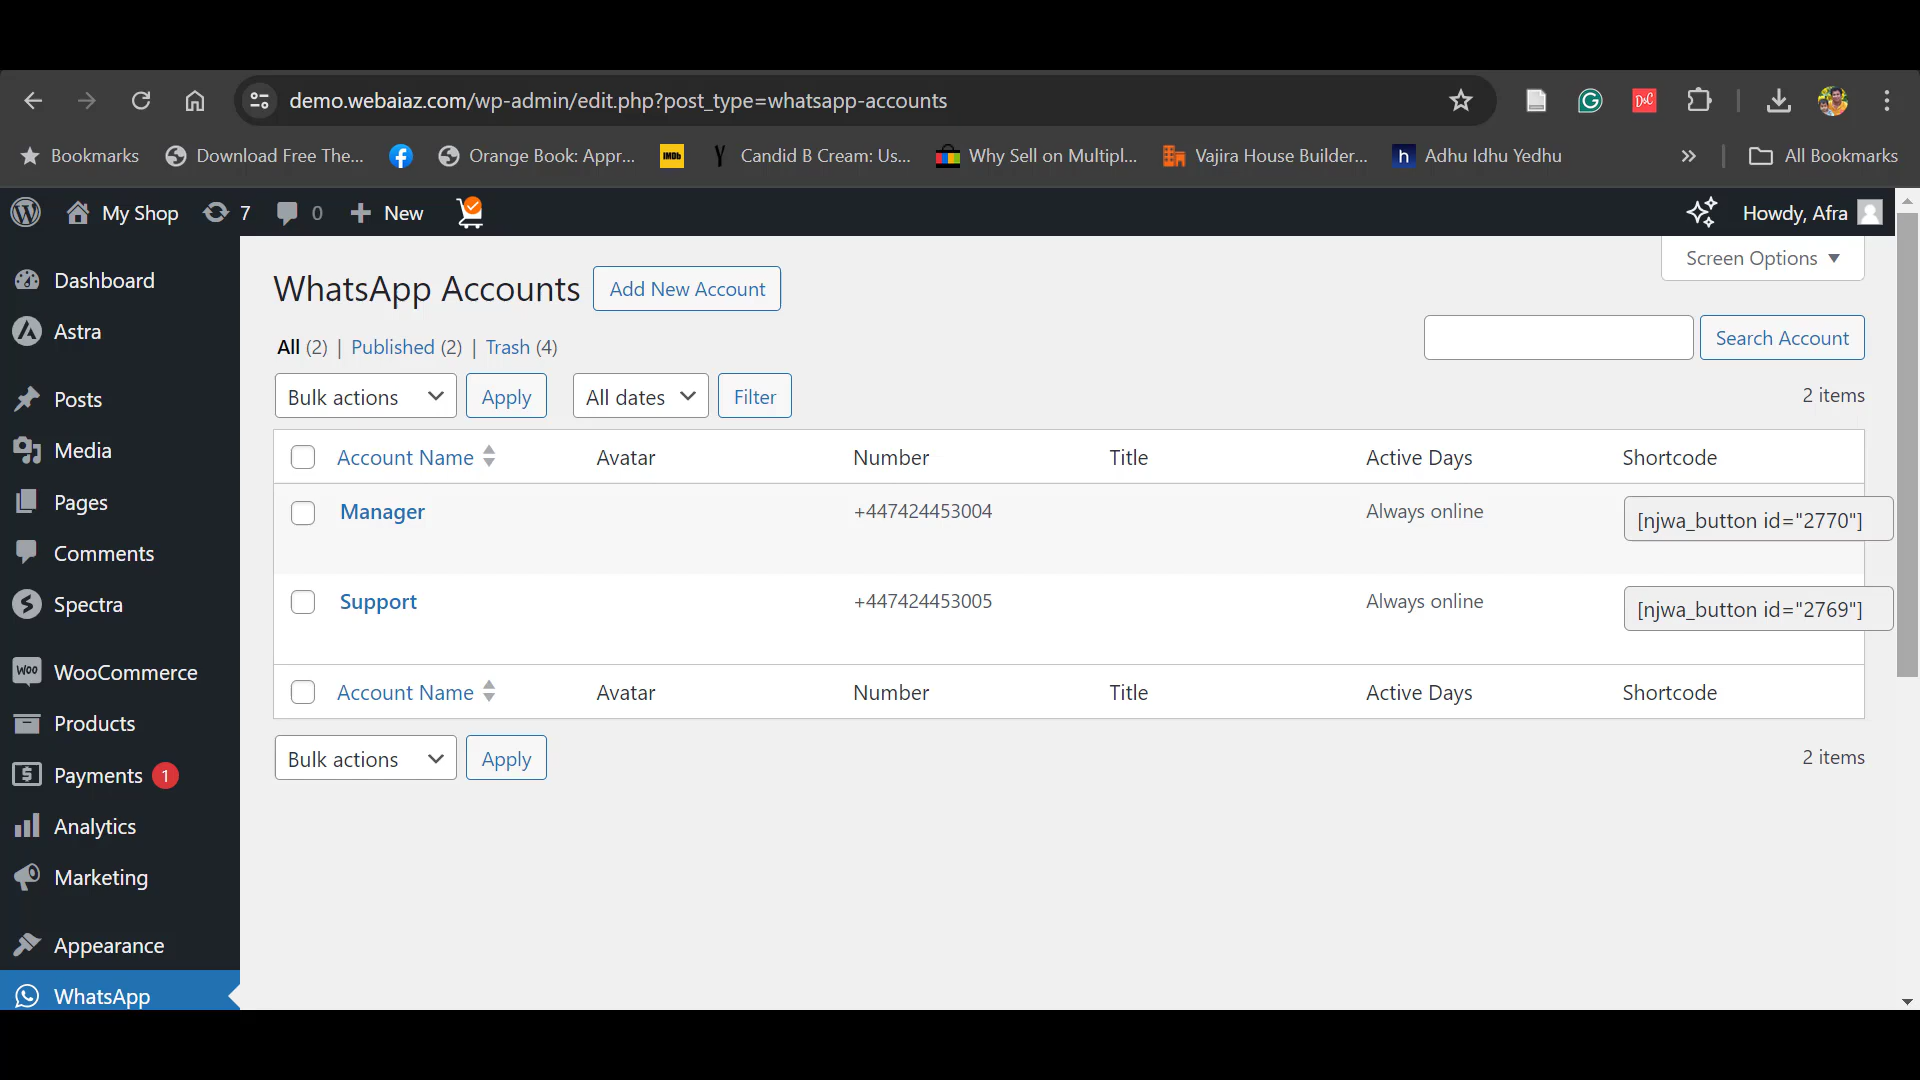 demo.webaiaz.com/wp-admin/edit.php?post_type=whatsapp-accounts
Bookmarks Download Free The... IMDb Orange Book: Appr... Candid B Cream: Us... Why Sell on Multipl... Vajira House Builder... h Adhu Idhu Yedhu » All Bookmarks
My Shop 7 0 New Howdy, Afra
Screen Options
Dashboard
Astra
Posts
Media
Pages
Comments
Spectra
WooCommerce
Products
Payments 1
Analytics
Marketing
Appearance
WhatsApp
WhatsApp Accounts Add New Account
All (2) | Published (2) | Trash (4)
Search Account
Bulk actions Apply All dates Filter 2 items
Account Name Avatar Number Title Active Days Shortcode
Manager +447424453004 Always online [njwa_button id="2770"]
Support +447424453005 Always online [njwa_button id="2769"]
Account Name Avatar Number Title Active Days Shortcode
Bulk actions Apply 2 items